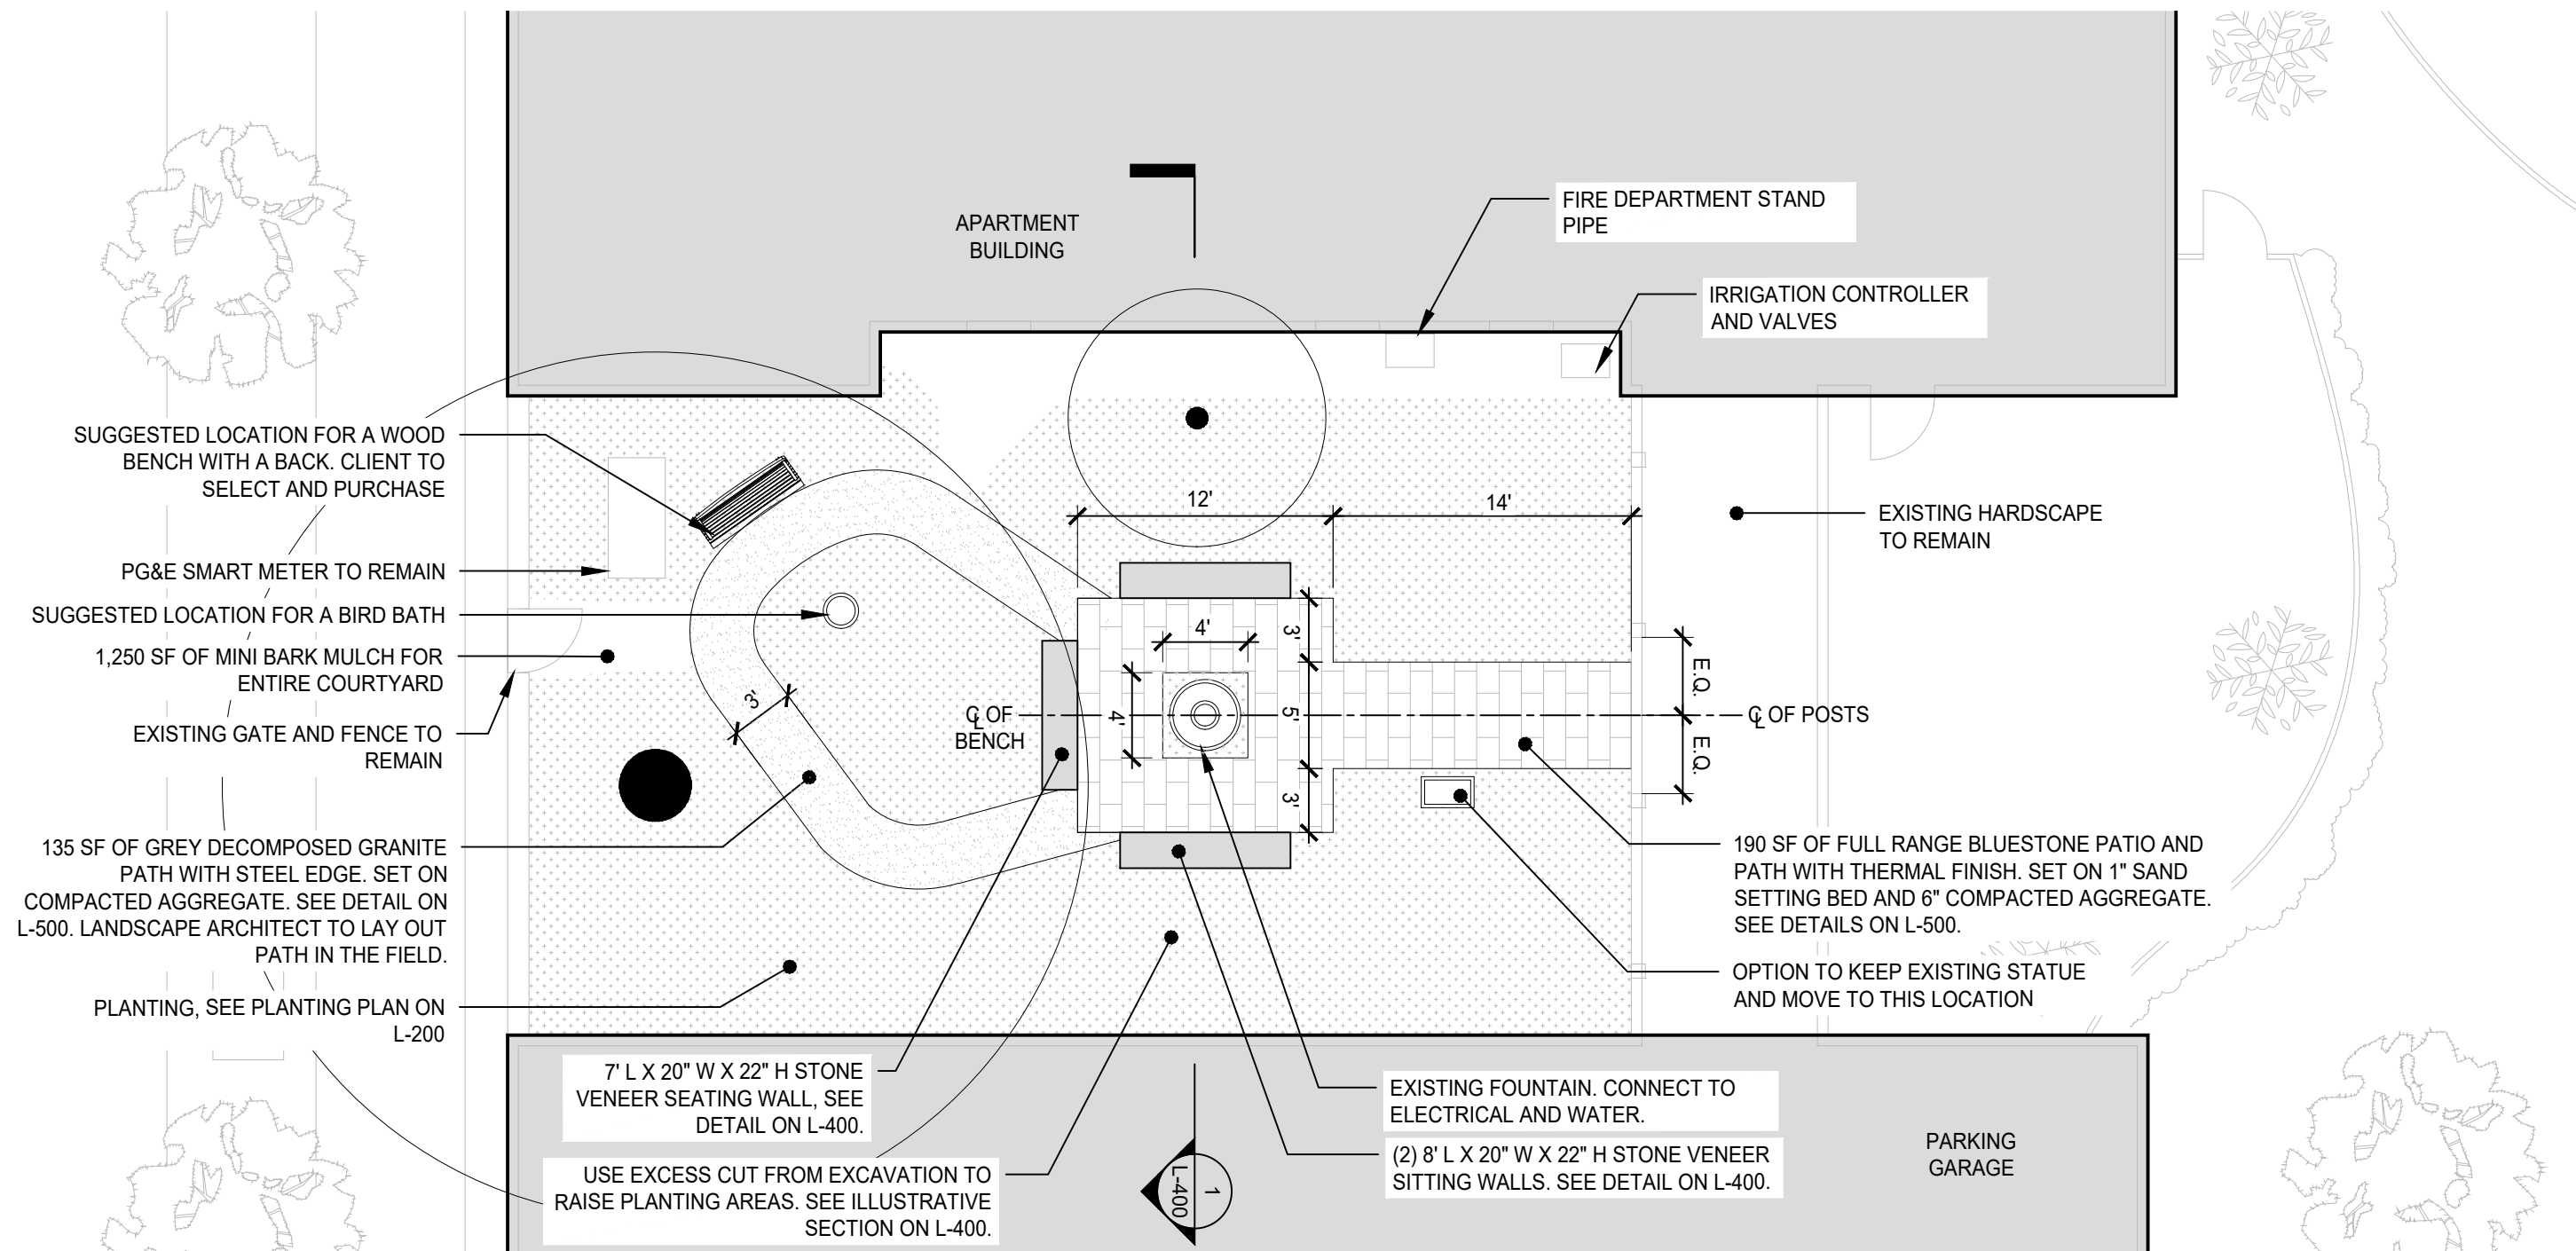 APARTMENT
BUILDING
FIRE DEPARTMENT STAND
PIPE
IRRIGATION CONTROLLER
AND VALVES
SUGGESTED LOCATION FOR A WOOD
BENCH WITH A BACK. CLIENT TO
SELECT AND PURCHASE
PG&E SMART METER TO REMAIN
SUGGESTED LOCATION FOR A BIRD BATH
1,250 SF OF MINI BARK MULCH FOR
ENTIRE COURTYARD
EXISTING GATE AND FENCE TO
REMAIN
135 SF OF GREY DECOMPOSED GRANITE
PATH WITH STEEL EDGE. SET ON
COMPACTED AGGREGATE. SEE DETAIL ON
L-500. LANDSCAPE ARCHITECT TO LAY OUT
PATH IN THE FIELD.
PLANTING, SEE PLANTING PLAN ON
L-200
12'
14'
4'
3'
4'
5'
3'
3'
E.Q.
E.Q.
℄ OF
BENCH
℄ OF POSTS
EXISTING HARDSCAPE
TO REMAIN
190 SF OF FULL RANGE BLUESTONE PATIO AND
PATH WITH THERMAL FINISH. SET ON 1" SAND
SETTING BED AND 6" COMPACTED AGGREGATE.
SEE DETAILS ON L-500.
OPTION TO KEEP EXISTING STATUE
AND MOVE TO THIS LOCATION
7' L X 20" W X 22" H STONE
VENEER SEATING WALL, SEE
DETAIL ON L-400.
USE EXCESS CUT FROM EXCAVATION TO
RAISE PLANTING AREAS. SEE ILLUSTRATIVE
SECTION ON L-400.
1
L-400
EXISTING FOUNTAIN. CONNECT TO
ELECTRICAL AND WATER.
(2) 8' L X 20" W X 22" H STONE VENEER
SITTING WALLS. SEE DETAIL ON L-400.
PARKING
GARAGE